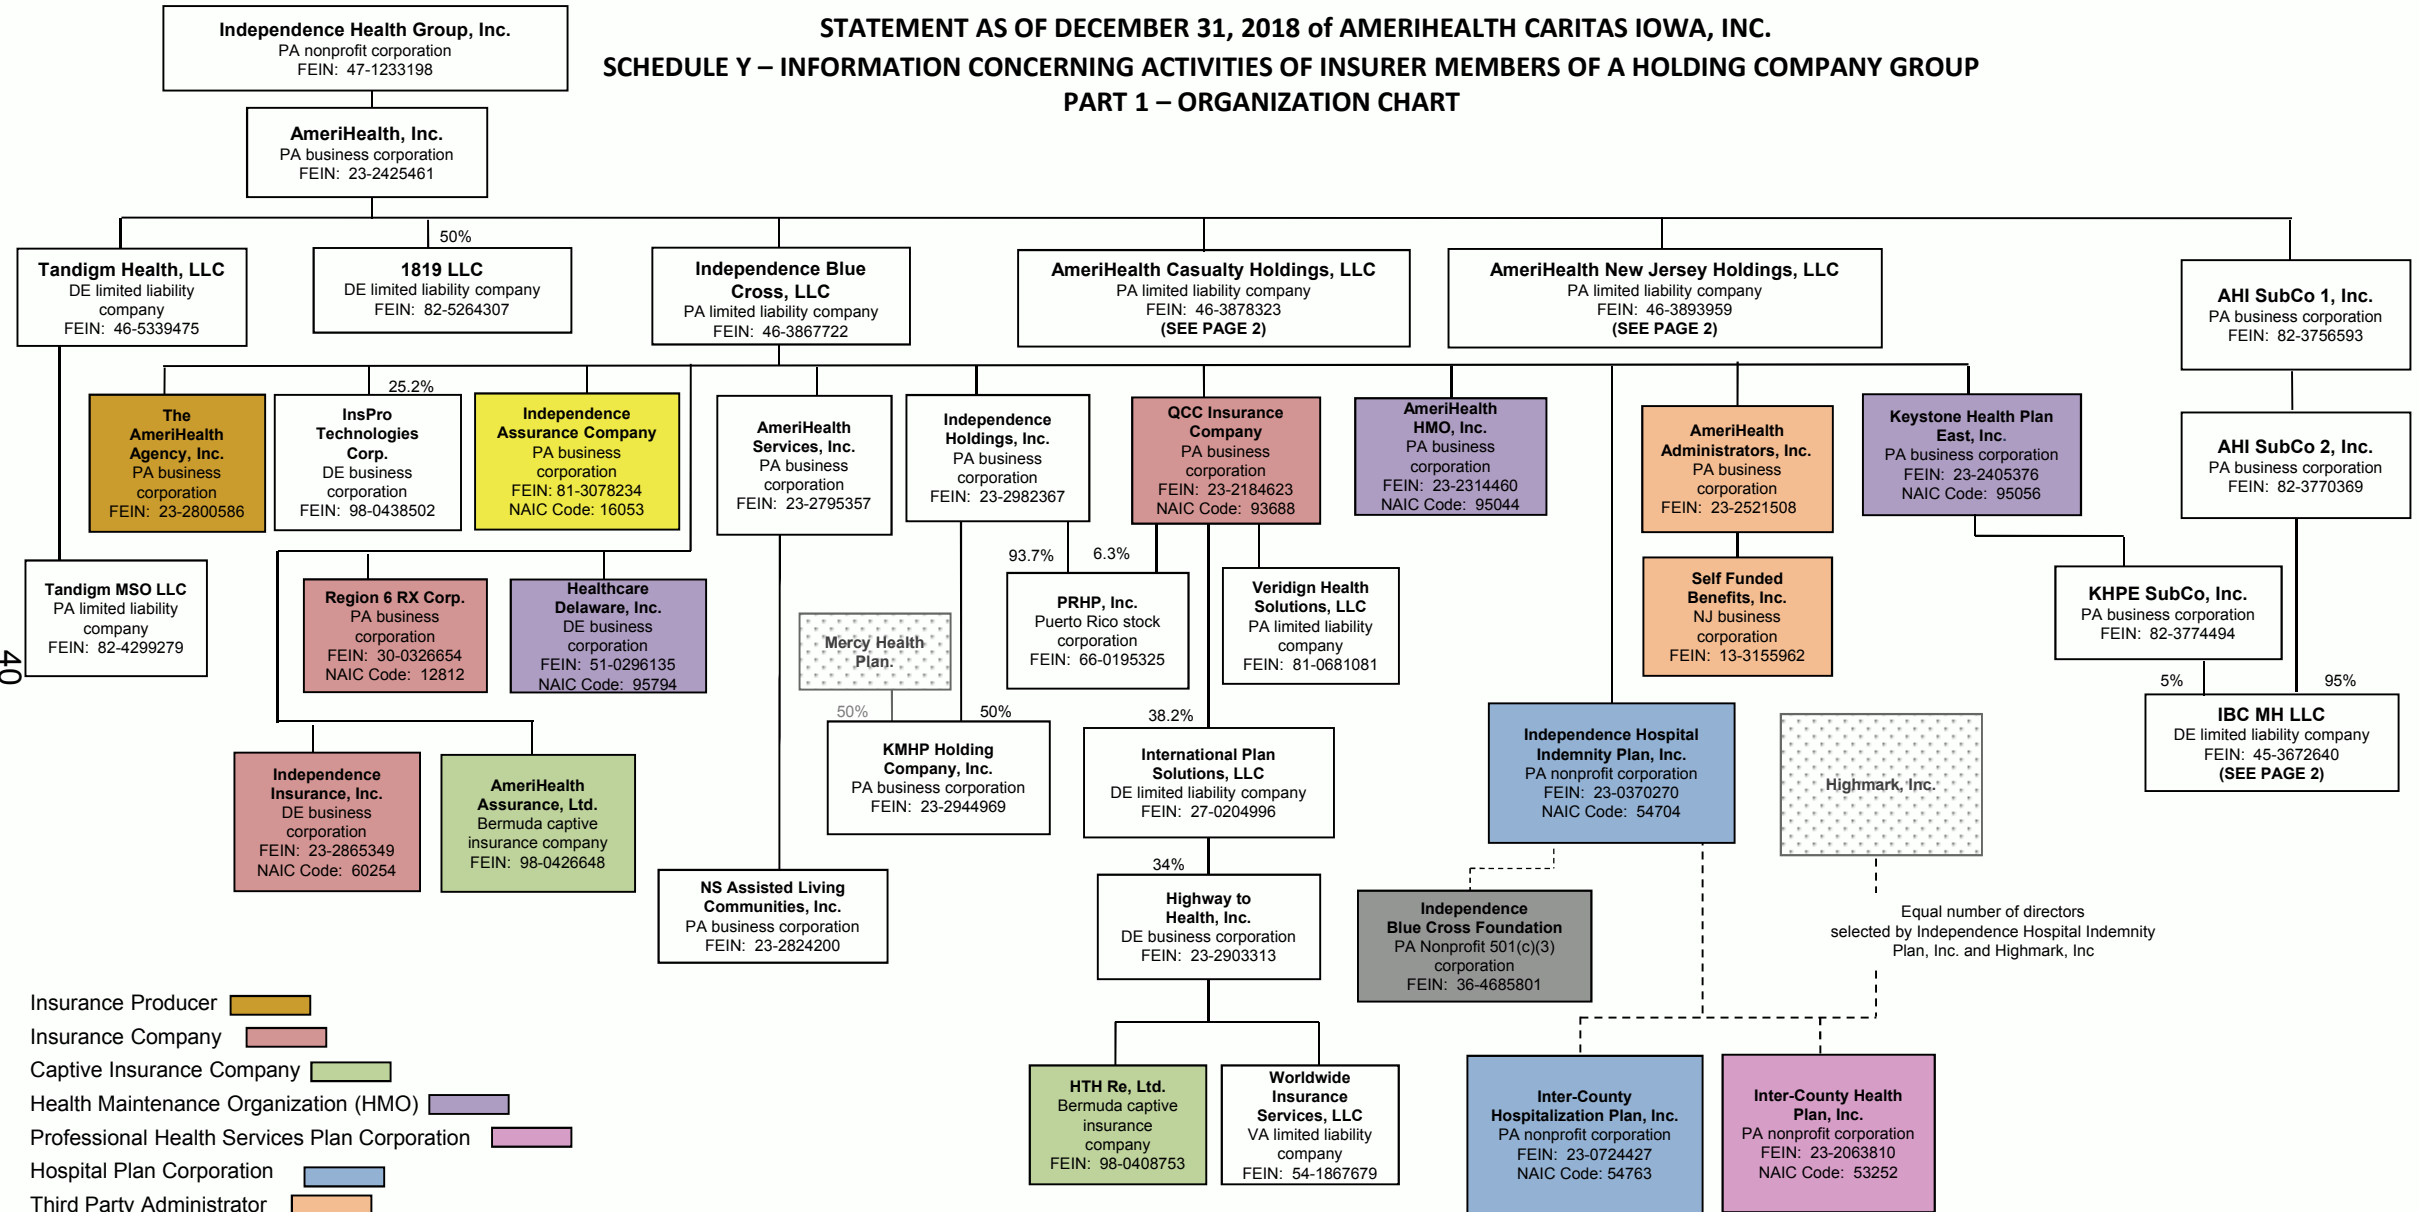 STATEMENT AS OF DECEMBER 31, 2018 of AMERIHEALTH CARITAS IOWA, INC.
SCHEDULE Y – INFORMATION CONCERNING ACTIVITIES OF INSURER MEMBERS OF A HOLDING COMPANY GROUP
PART 1 – ORGANIZATION CHART
Independence Health Group, Inc.
PA nonprofit corporation
FEIN: 47-1233198
AmeriHealth, Inc.
PA business corporation
FEIN: 23-2425461
Tandigm Health, LLC
DE limited liability
company
FEIN: 46-5339475
50%
1819 LLC
DE limited liability company
FEIN: 82-5264307
Independence Blue
Cross, LLC
PA limited liability company
FEIN: 46-3867722
AmeriHealth Casualty Holdings, LLC
PA limited liability company
FEIN: 46-3878323
(SEE PAGE 2)
AmeriHealth New Jersey Holdings, LLC
PA limited liability company
FEIN: 46-3893959
(SEE PAGE 2)
AHI SubCo 1, Inc.
PA business corporation
FEIN: 82-3756593
The
AmeriHealth
Agency, Inc.
PA business
corporation
FEIN: 23-2800586
25.2%
InsPro
Technologies
Corp.
DE business
corporation
FEIN: 98-0438502
Independence
Assurance Company
PA business
corporation
FEIN: 81-3078234
NAIC Code: 16053
AmeriHealth
Services, Inc.
PA business
corporation
FEIN: 23-2795357
Independence
Holdings, Inc.
PA business
corporation
FEIN: 23-2982367
QCC Insurance
Company
PA business
corporation
FEIN: 23-2184623
NAIC Code: 93688
AmeriHealth
HMO, Inc.
PA business
corporation
FEIN: 23-2314460
NAIC Code: 95044
AmeriHealth
Administrators, Inc.
PA business
corporation
FEIN: 23-2521508
Keystone Health Plan
East, Inc.
PA business corporation
FEIN: 23-2405376
NAIC Code: 95056
AHI SubCo 2, Inc.
PA business corporation
FEIN: 82-3770369
Tandigm MSO LLC
PA limited liability
company
FEIN: 82-4299279
Region 6 RX Corp.
PA business
corporation
FEIN: 30-0326654
NAIC Code: 12812
Healthcare
Delaware, Inc.
DE business
corporation
FEIN: 51-0296135
NAIC Code: 95794
Mercy Health
Plan.
93.7%
6.3%
PRHP, Inc.
Puerto Rico stock
corporation
FEIN: 66-0195325
Veridign Health
Solutions, LLC
PA limited liability
company
FEIN: 81-0681081
Self Funded
Benefits, Inc.
NJ business
corporation
FEIN: 13-3155962
KHPE SubCo, Inc.
PA business corporation
FEIN: 82-3774494
5%
95%
IBC MH LLC
DE limited liability company
FEIN: 45-3672640
(SEE PAGE 2)
40
Independence
Insurance, Inc.
DE business
corporation
FEIN: 23-2865349
NAIC Code: 60254
AmeriHealth
Assurance, Ltd.
Bermuda captive
insurance company
FEIN: 98-0426648
50%
50%
KMHP Holding
Company, Inc.
PA business corporation
FEIN: 23-2944969
38.2%
International Plan
Solutions, LLC
DE limited liability company
FEIN: 27-0204996
Independence Hospital
Indemnity Plan, Inc.
PA nonprofit corporation
FEIN: 23-0370270
NAIC Code: 54704
Highmark, Inc.
NS Assisted Living
Communities, Inc.
PA business corporation
FEIN: 23-2824200
34%
Highway to
Health, Inc.
DE business corporation
FEIN: 23-2903313
Independence
Blue Cross Foundation
PA Nonprofit 501(c)(3)
corporation
FEIN: 36-4685801
Equal number of directors
selected by Independence Hospital Indemnity
Plan, Inc. and Highmark, Inc
HTH Re, Ltd.
Bermuda captive
insurance
company
FEIN: 98-0408753
Worldwide
Insurance
Services, LLC
VA limited liability
company
FEIN: 54-1867679
Inter-County
Hospitalization Plan, Inc.
PA nonprofit corporation
FEIN: 23-0724427
NAIC Code: 54763
Inter-County Health
Plan, Inc.
PA nonprofit corporation
FEIN: 23-2063810
NAIC Code: 53252
Insurance Producer
Insurance Company
Captive Insurance Company
Health Maintenance Organization (HMO)
Professional Health Services Plan Corporation
Hospital Plan Corporation
Third Party Administrator